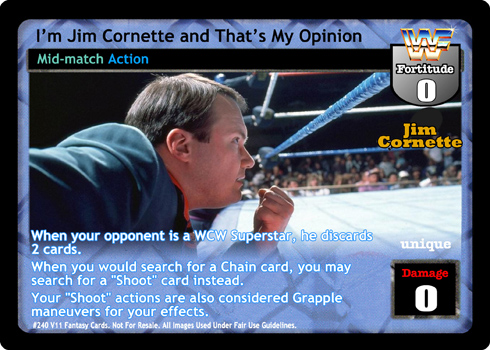 I'm Jim Cornette and That's My Opinion
Mid-match Action
WF
Fortitude
0
Jim
Cornette
When your opponent is a WCW Superstar, he discards
2 cards.
When you would search for a Chain card, you may
search for a "Shoot" card instead.
unique
Your "Shoot" actions are also considered Grapple
maneuvers for your effects.
Damage
0
#240 V11 Fantasy Cards. Not For Resale. All Images Used Under Fair Use Guidelines.